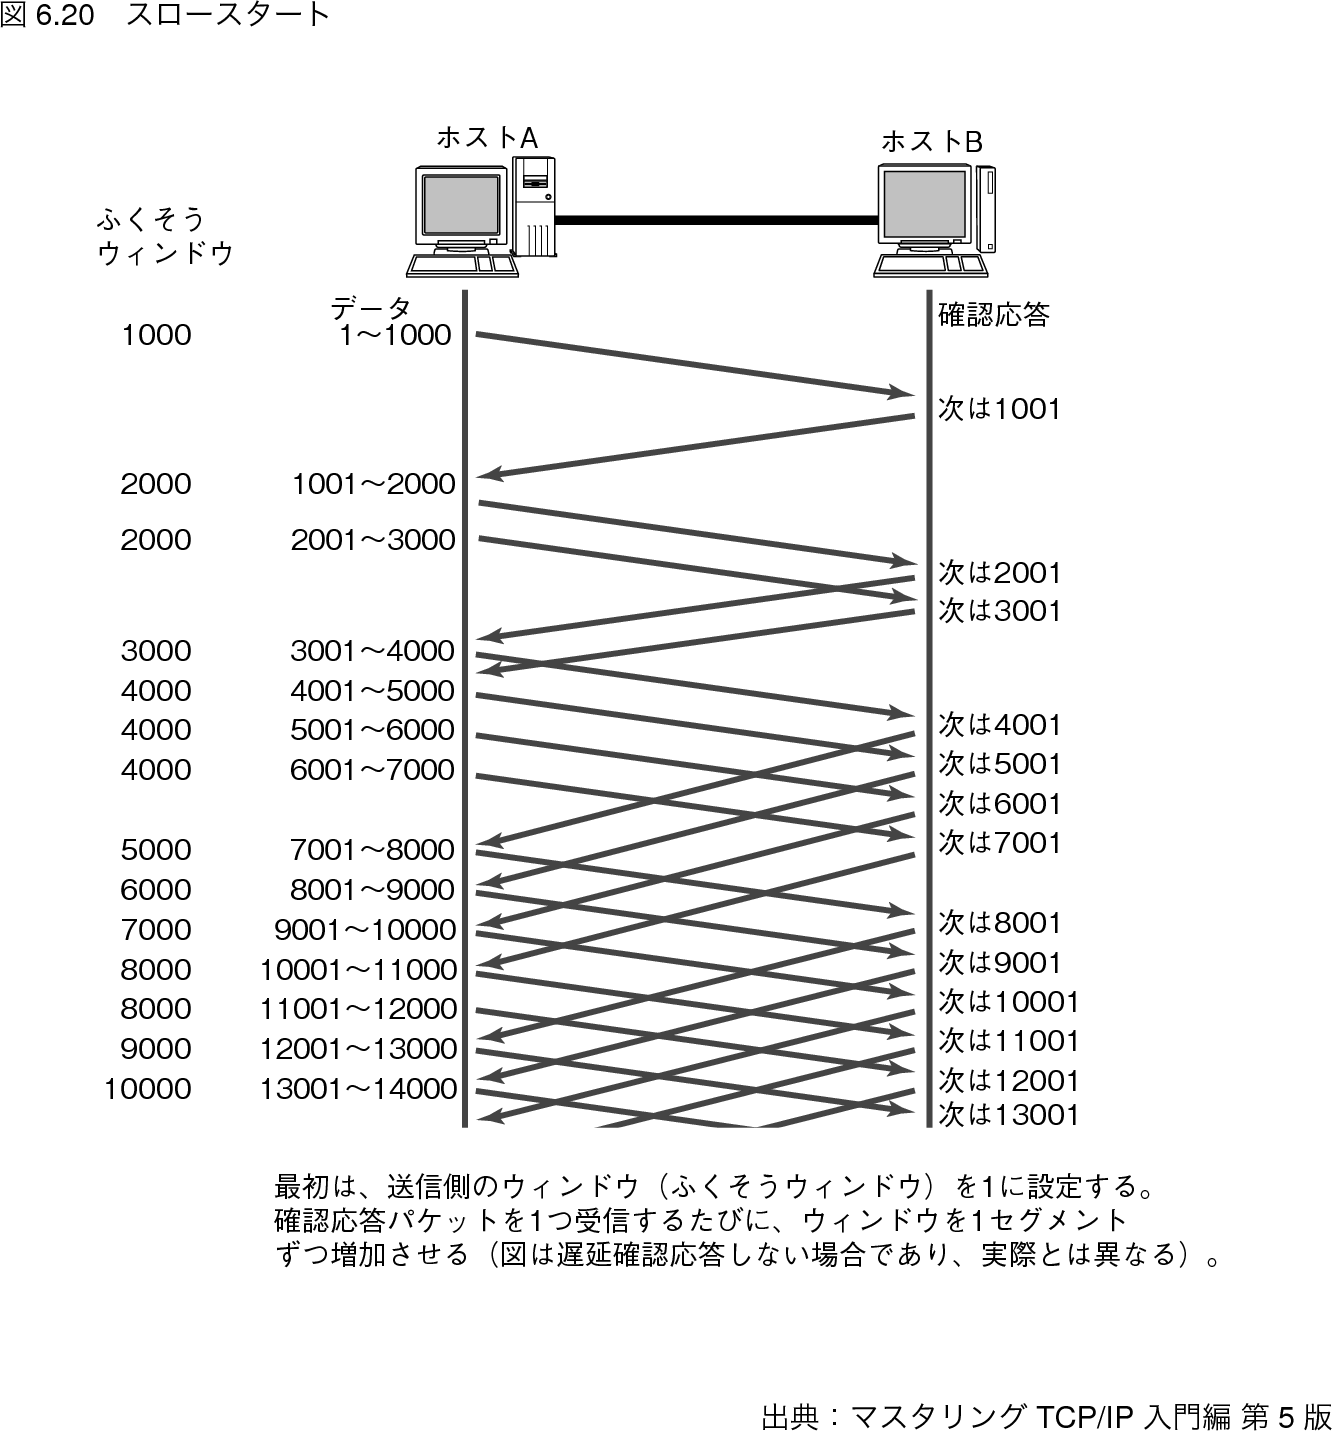 図 6.20　スロースタート
ホストA
ホストB
ふくそう
ウィンドウ
データ
確認応答
1000 1～1000
次は1001
2000 1001～2000
2000 2001～3000
次は2001
次は3001
3000 3001～4000
4000 4001～5000
4000 5001～6000
4000 6001～7000
次は4001
次は5001
次は6001
次は7001
5000 7001～8000
6000 8001～9000
7000 9001～10000
8000 10001～11000
8000 11001～12000
9000 12001～13000
10000 13001～14000
次は8001
次は9001
次は10001
次は11001
次は12001
次は13001
最初は、送信側のウィンドウ（ふくそうウィンドウ）を1に設定する。
確認応答パケットを1つ受信するたびに、ウィンドウを1セグメント
ずつ増加させる（図は遅延確認応答しない場合であり、実際とは異なる）。
出典：マスタリング TCP/IP 入門編 第 5 版